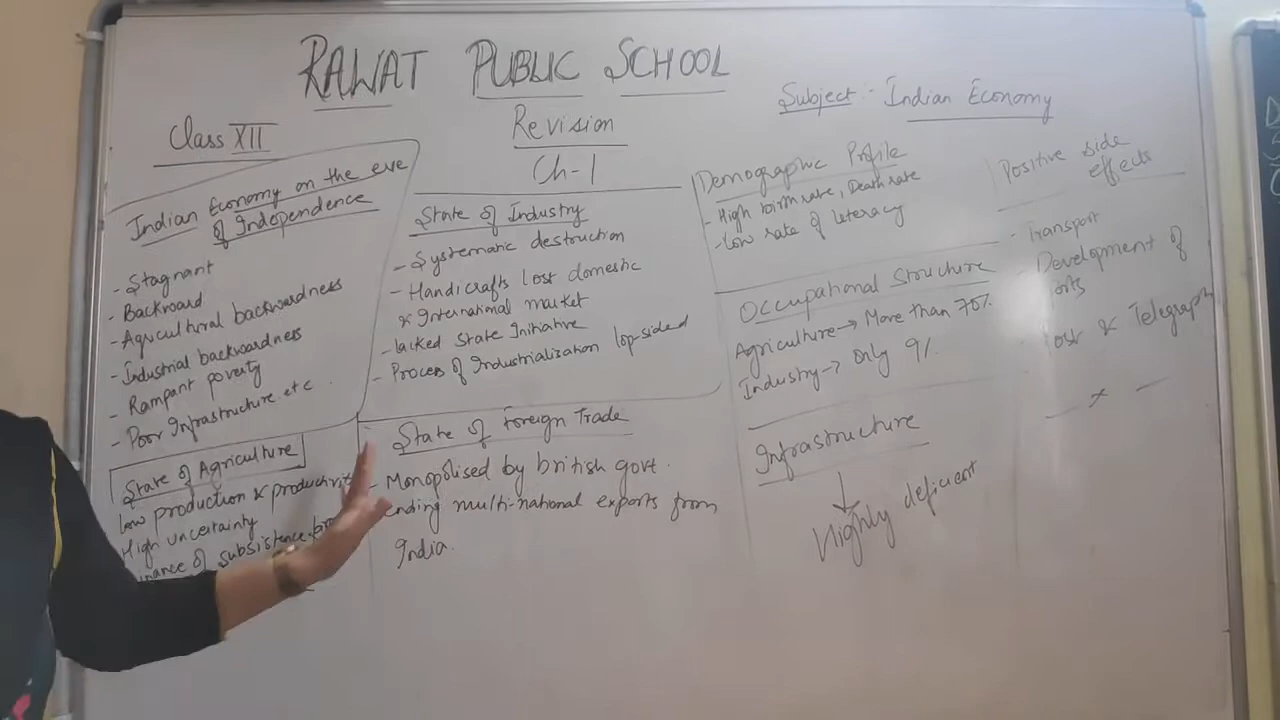 RAWAT PUBLIC SCHOOL
Subject - Indian Economy
Class XII
Revision
Ch-1
Indian Economy on the eve
of Independence
- Stagnant
- Backward
- Agricultural backwardness
- Industrial backwardness
- Rampant poverty
- Poor Infrastructure etc.
State of Agriculture
low production & productivity
High uncertainty
of subsistence
State of Industry
- Systematic destruction
- Handicrafts lost domestic
& International market
- lacked State Initiative
- Process of Industrialisation lop-sided
State of Foreign Trade
- Monopolised by british govt.
multi-national exports from
India.
Demographic Profile
- High birth rate, Death rate
- Low rate of literacy
Occupational Structure
Agriculture → More than 70%
Industry → only 9%
Infrastructure
↓
Highly deficient
Positive side
effects
- Transport
- Development of
& Telegraph
— x —